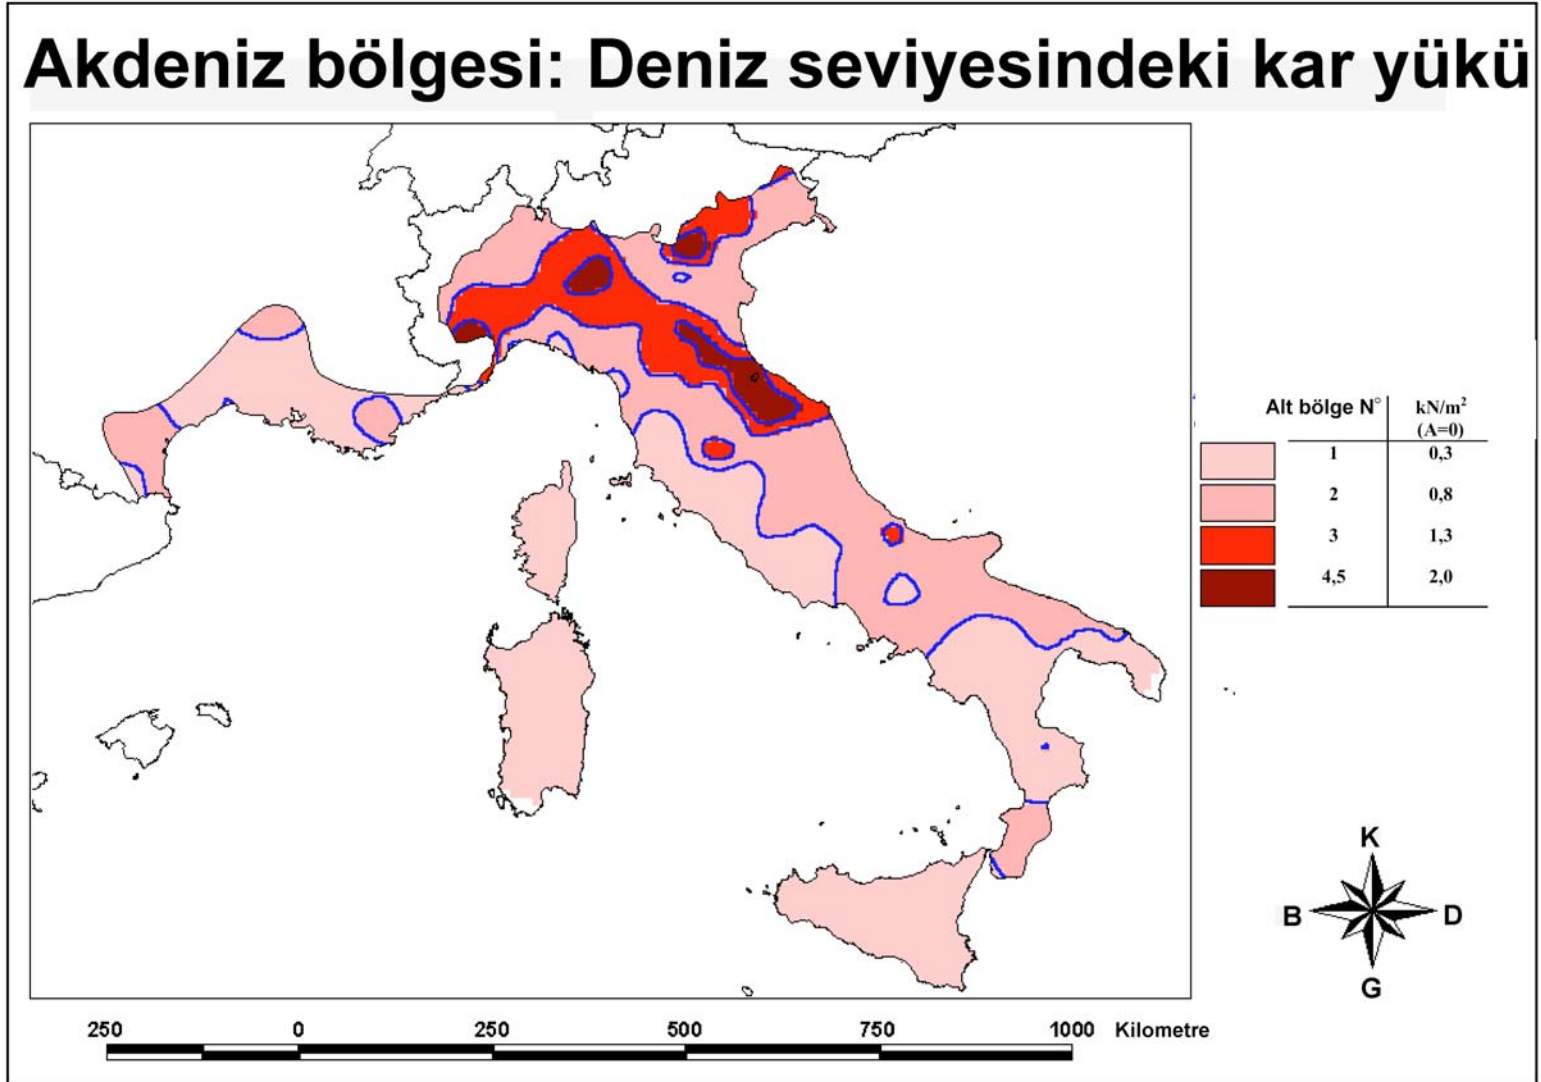 Akdeniz bölgesi: Deniz seviyesindeki kar yükü
Alt bölge N° kN/m²
(A=0)
1 0,3
2 0,8
3 1,3
4,5 2,0
K
B D
G
250 0 250 500 750 1000 Kilometre